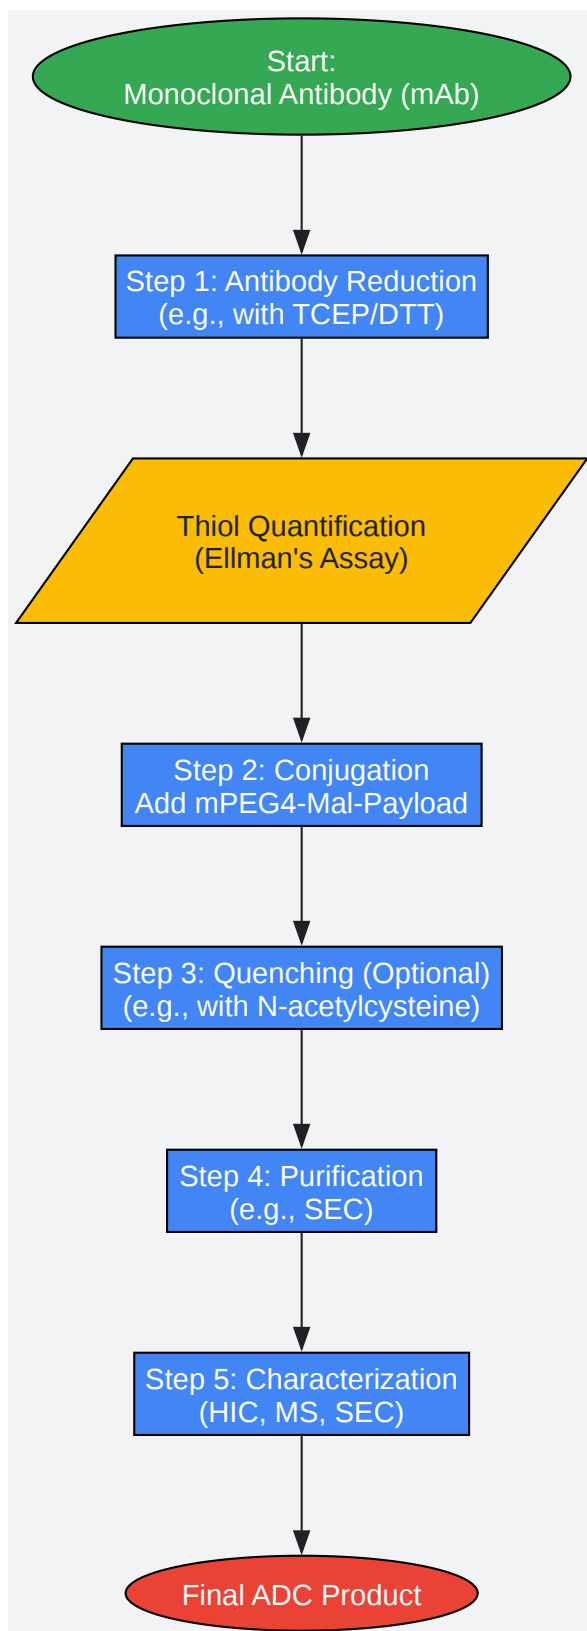 Start:
Monoclonal Antibody (mAb)
Step 1: Antibody Reduction
(e.g., with TCEP/DTT)
Thiol Quantification
(Ellman's Assay)
Step 2: Conjugation
Add mPEG4-Mal-Payload
Step 3: Quenching (Optional)
(e.g., with N-acetylcysteine)
Step 4: Purification
(e.g., SEC)
Step 5: Characterization
(HIC, MS, SEC)
Final ADC Product